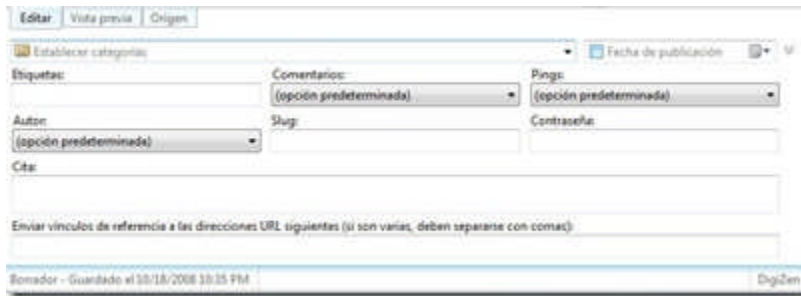 Editar Vista previa Origen
Establecer categorías Fecha de publicación
Etiquetas: Comentarios: Pings:
(opción predeterminada) (opción predeterminada)
Autor: Slug: Contraseña:
(opción predeterminada)
Cita:
Enviar vínculos de referencia a las direcciones URL siguientes (si son varias, deben separarse con comas):
Borrador - Guardado el 10/18/2008 10:35 PM DigiZen